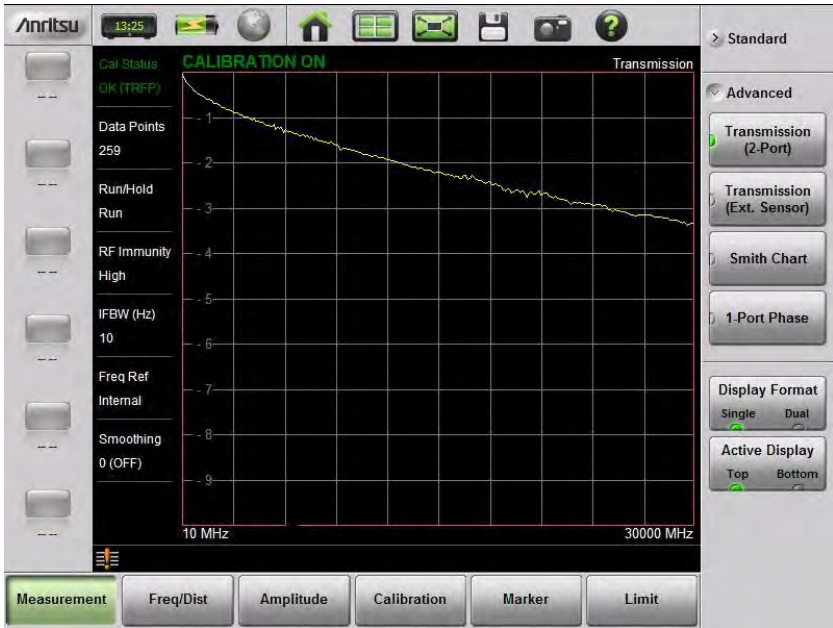 Anritsu
13:25
?
Standard
Cal Status
OK (TRFP)
CALIBRATION ON
Transmission
Advanced
Data Points
259
Run/Hold
Run
RF Immunity
High
IFBW (Hz)
10
Freq Ref
Internal
Smoothing
0 (OFF)
- 1
- 2
- 3
- 4
- 5
- 6
- 7
- 8
- 9
10 MHz
30000 MHz
Transmission
(2-Port)
Transmission
(Ext. Sensor)
Smith Chart
1-Port Phase
Display Format
Single Dual
Active Display
Top Bottom
-- --
-- --
-- --
-- --
-- --
-- --
Measurement
Freq/Dist
Amplitude
Calibration
Marker
Limit